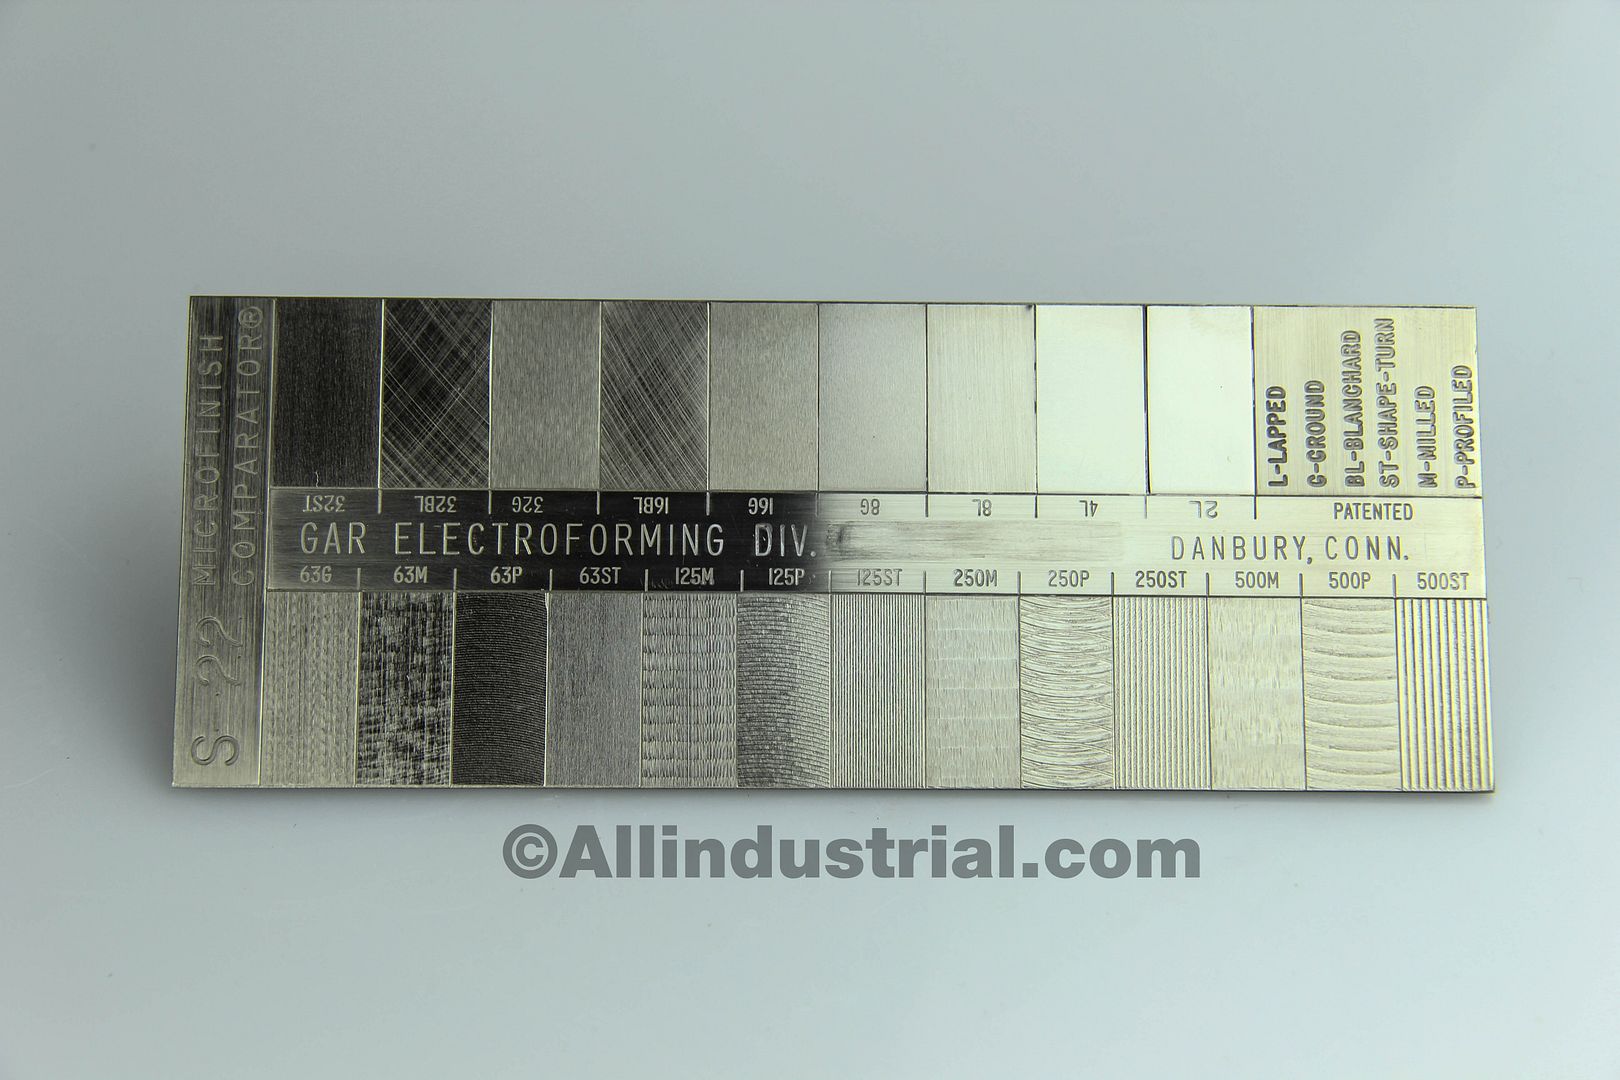 S-22 MICROFINISH
COMPARATOR®
L-LAPPED
G-GROUND
BL-BLANCHARD
ST-SHAPE-TURN
M-MILLED
P-PROFILED
32ST 32BL 32G 16BL 16G 8G 8L 4L 2L PATENTED
GAR ELECTROFORMING DIV. DANBURY, CONN.
63G 63M 63P 63ST 125M 125P 125ST 250M 250P 250ST 500M 500P 500ST
©Allindustrial.com